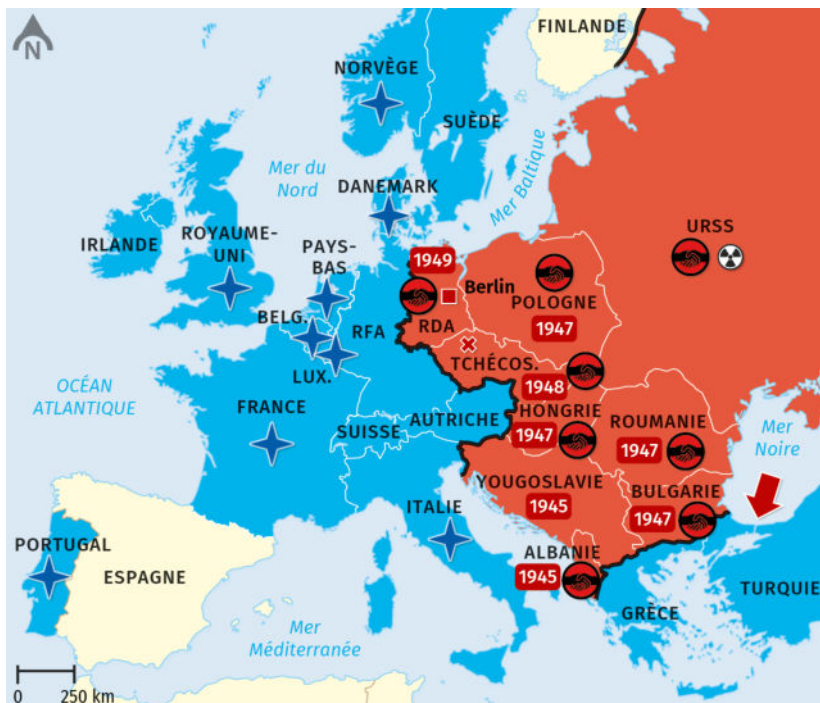 N
FINLANDE
NORVÈGE
SUÈDE
Mer du
Nord
Mer Baltique
DANEMARK
IRLANDE
ROYAUME-
UNI
PAYS-
BAS
1949
Berlin
URSS
POLOGNE
1947
BELG.
RFA
RDA
LUX.
TCHÉCOS.
1948
OCÉAN
ATLANTIQUE
FRANCE
SUISSE
AUTRICHE
HONGRIE
1947
ROUMANIE
1947
Mer
Noire
YOUGOSLAVIE
1945
BULGARIE
1947
ITALIE
PORTUGAL
ESPAGNE
ALBANIE
1945
TURQUIE
GRÈCE
Mer
Méditerranée
0 250 km